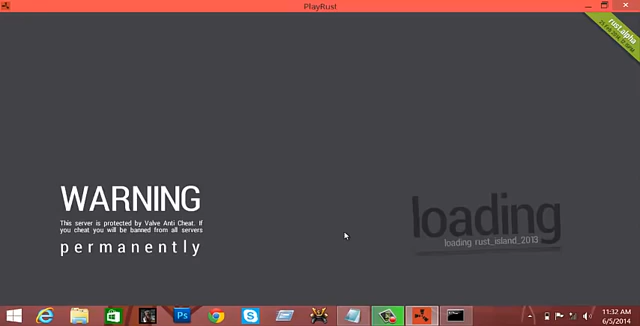 PlayRust
rust.alpha
WARNING
This server is protected by Valve Anti Cheat. If
you cheat you will be banned from all servers
permanently
loading
loading rust_island_2013
11:32 AM
6/5/2014